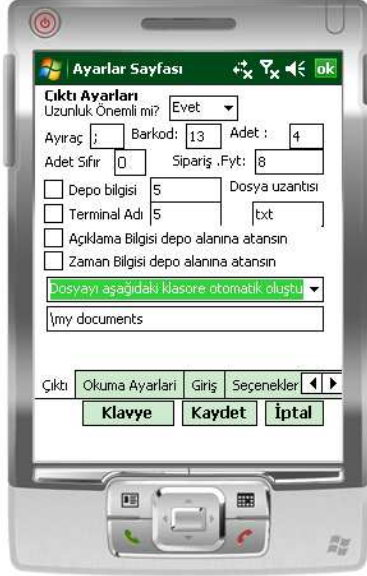 Ayarlar Sayfası ok
Çıktı Ayarları
Uzunluk Önemli mi? Evet
Ayıraç ; Barkod: 13 Adet : 4
Adet Sıfır 0 Sipariş .Fyt: 8
Depo bilgisi 5 Dosya uzantısı
Terminal Adı 5 txt
Açıklama Bilgisi depo alanına atansın
Zaman Bilgisi depo alanına atansın
Dosyayı aşağıdaki klasore otomatik oluştu
\my documents
Çıktı Okuma Ayarlari Giriş Seçenekler
Klavye Kaydet İptal